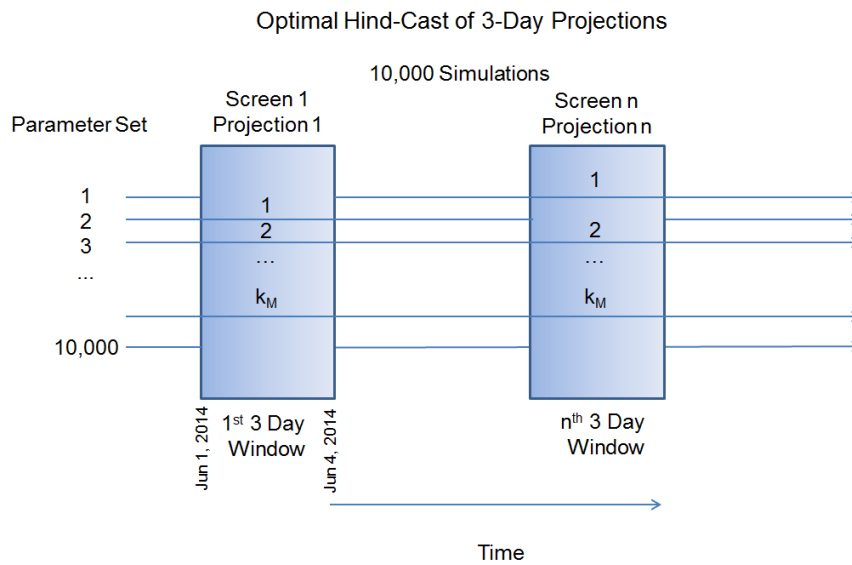 Optimal Hind-Cast of 3-Day Projections
10,000 Simulations
Screen 1
Projection 1
Screen n
Projection n
Parameter Set
1
2
3
...
10,000
1
2
...
kM
1
2
...
kM
Jun 1, 2014
1st 3 Day
Window
Jun 4, 2014
nth 3 Day
Window
Time